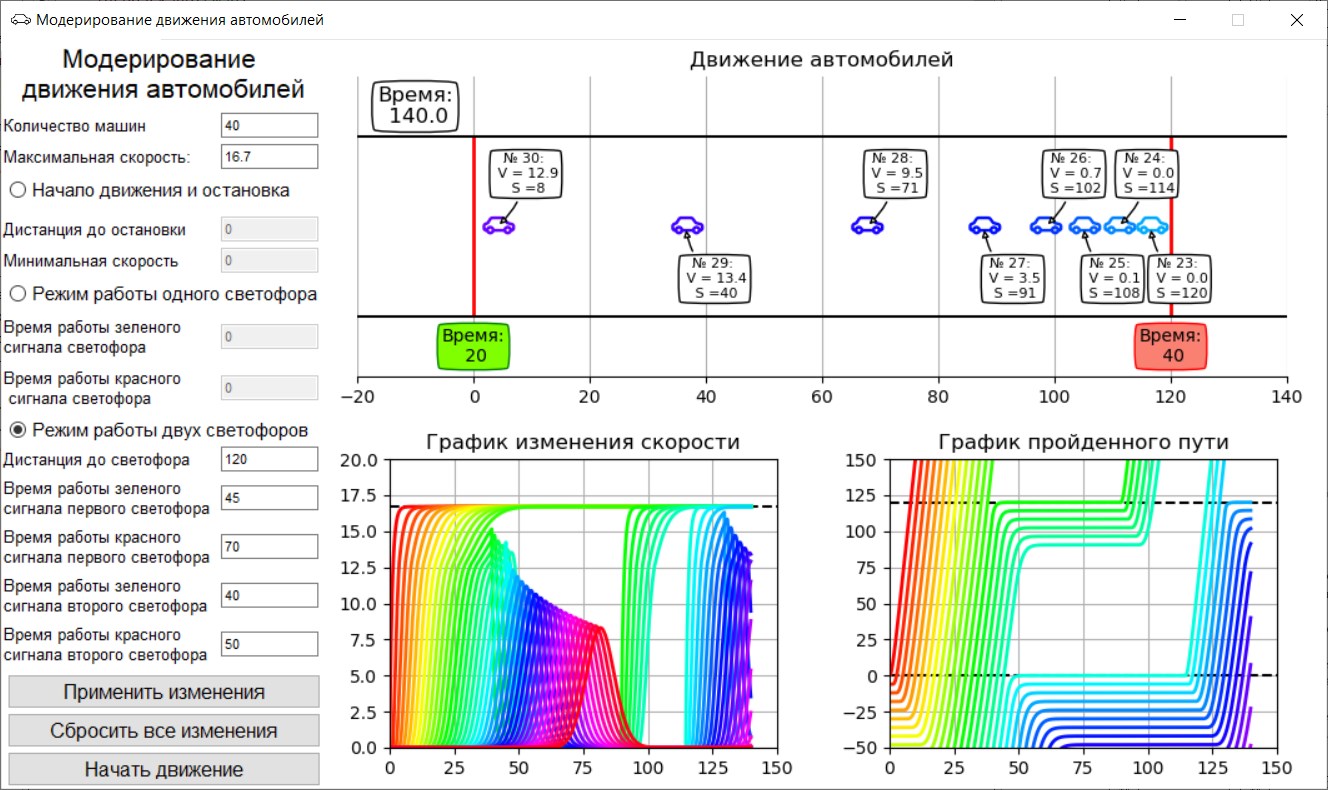 Модерирование движения автомобилей
Модерирование
движения автомобилей
Количество машин
40
Максимальная скорость:
16.7
Начало движения и остановка
Дистанция до остановки
0
Минимальная скорость
0
Режим работы одного светофора
Время работы зеленого
сигнала светофора
0
Время работы красного
сигнала светофора
0
Режим работы двух светофоров
Дистанция до светофора
120
Время работы зеленого
сигнала первого светофора
45
Время работы красного
сигнала первого светофора
70
Время работы зеленого
сигнала второго светофора
40
Время работы красного
сигнала второго светофора
50
Применить изменения
Сбросить все изменения
Начать движение
Движение автомобилей
Время:
140.0
№ 30:
V = 12.9
S =8
№ 28:
V = 9.5
S =71
№ 26:
V = 0.7
S =102
№ 24:
V = 0.0
S =114
№ 29:
V = 13.4
S =40
№ 27:
V = 3.5
S =91
№ 25:
V = 0.1
S =108
№ 23:
V = 0.0
S =120
Время:
20
Время:
40
−20 0 20 40 60 80 100 120 140
График изменения скорости
20.0
17.5
15.0
12.5
10.0
7.5
5.0
2.5
0.0
0 25 50 75 100 125 150
График пройденного пути
150
125
100
75
50
25
0
−25
−50
0 25 50 75 100 125 150